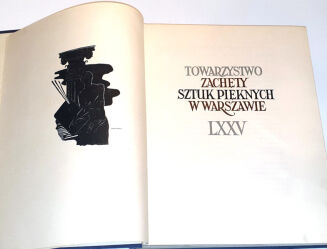 TOWARZYSTWO
ZACHĘTY
SZTUK PIĘKNYCH
W WARSZAWIE
LXXV